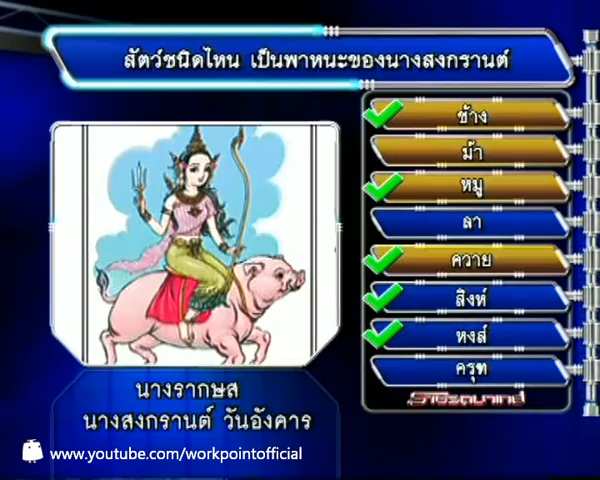 สัตว์ชนิดไหน เป็นพาหนะของนางสงกรานต์
ช้าง
ม้า
หมู
ลา
ควาย
สิงห์
หงส์
ครุฑ
นางรากษส
นางสงกรานต์ วันอังคาร
www.youtube.com/workpointofficial